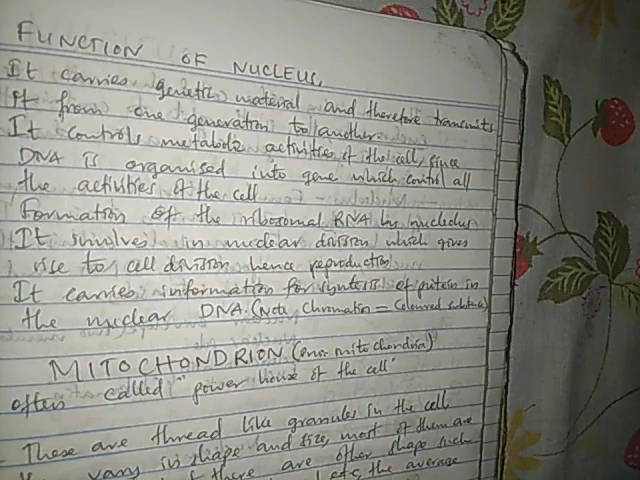 FUNCTION OF NUCLEUC
It carries genetic material and therefore transmits
it from one generation to another
It controls metabolic activities of the cell, since
DNA is organised into gene which control all
the activities of the cell
Formation of the ribosomal RNA by nucleolus
It involves in nuclear division which gives
rise to cell division hence reproduction
It carries information for syntesis of protein in
the nuclear DNA. (Note Chromatin = Coloured
MITOCHONDRION. mitochondria)
often called "power house of the cell"
- These are thread like granules in the cell
vary in shape and size, most of them are
there are other shape such
the average